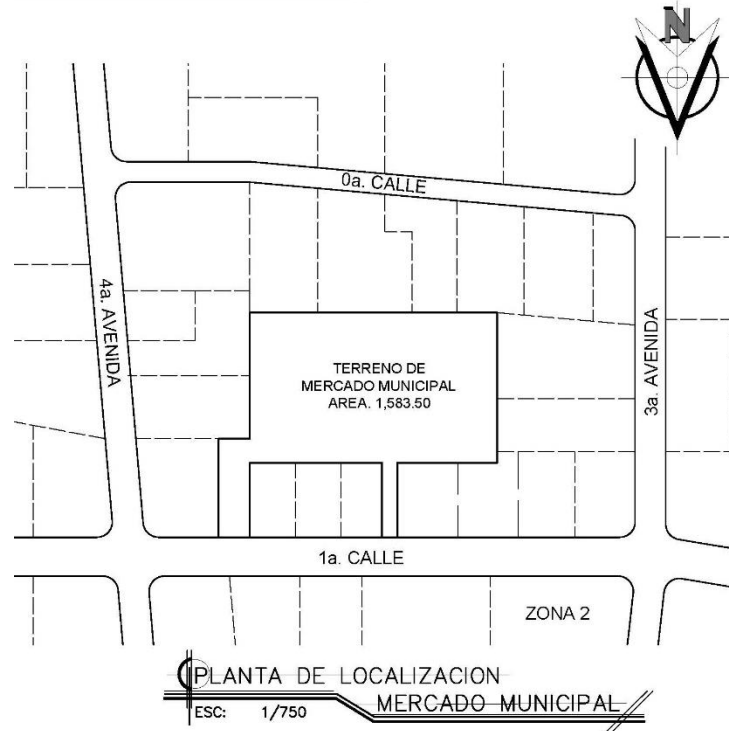 N
0a. CALLE
4a. AVENIDA
3a. AVENIDA
TERRENO DE
MERCADO MUNICIPAL
AREA. 1,583.50
1a. CALLE
ZONA 2
PLANTA DE LOCALIZACION
MERCADO MUNICIPAL
ESC: 1/750